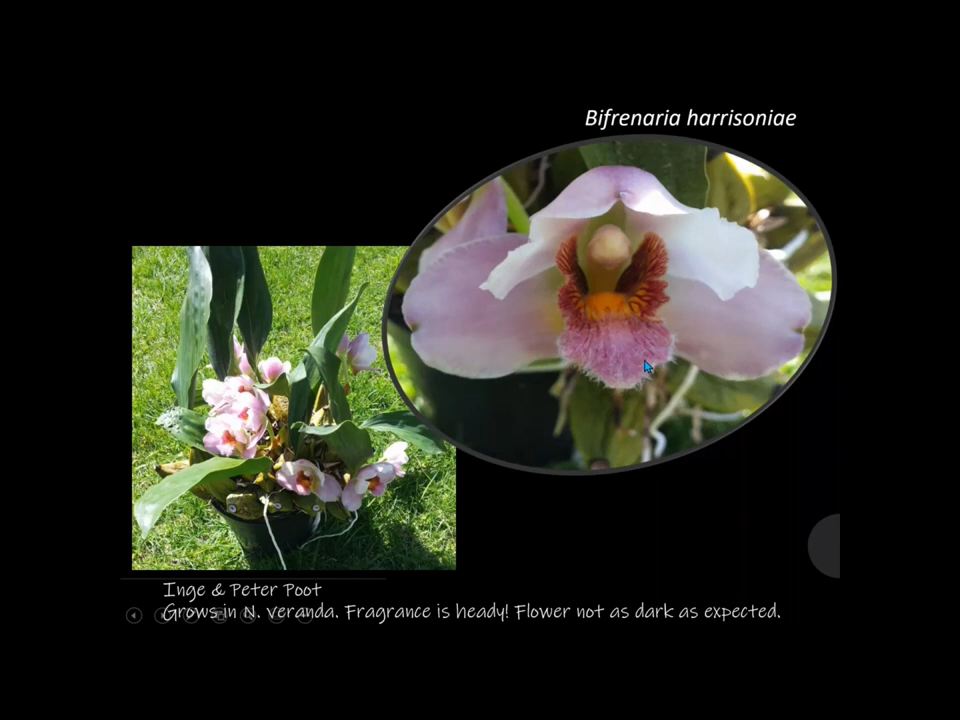 Bifrenaria harrisoniae
Inge & Peter Poot
Grows in N. veranda. Fragrance is heady! Flower not as dark as expected.